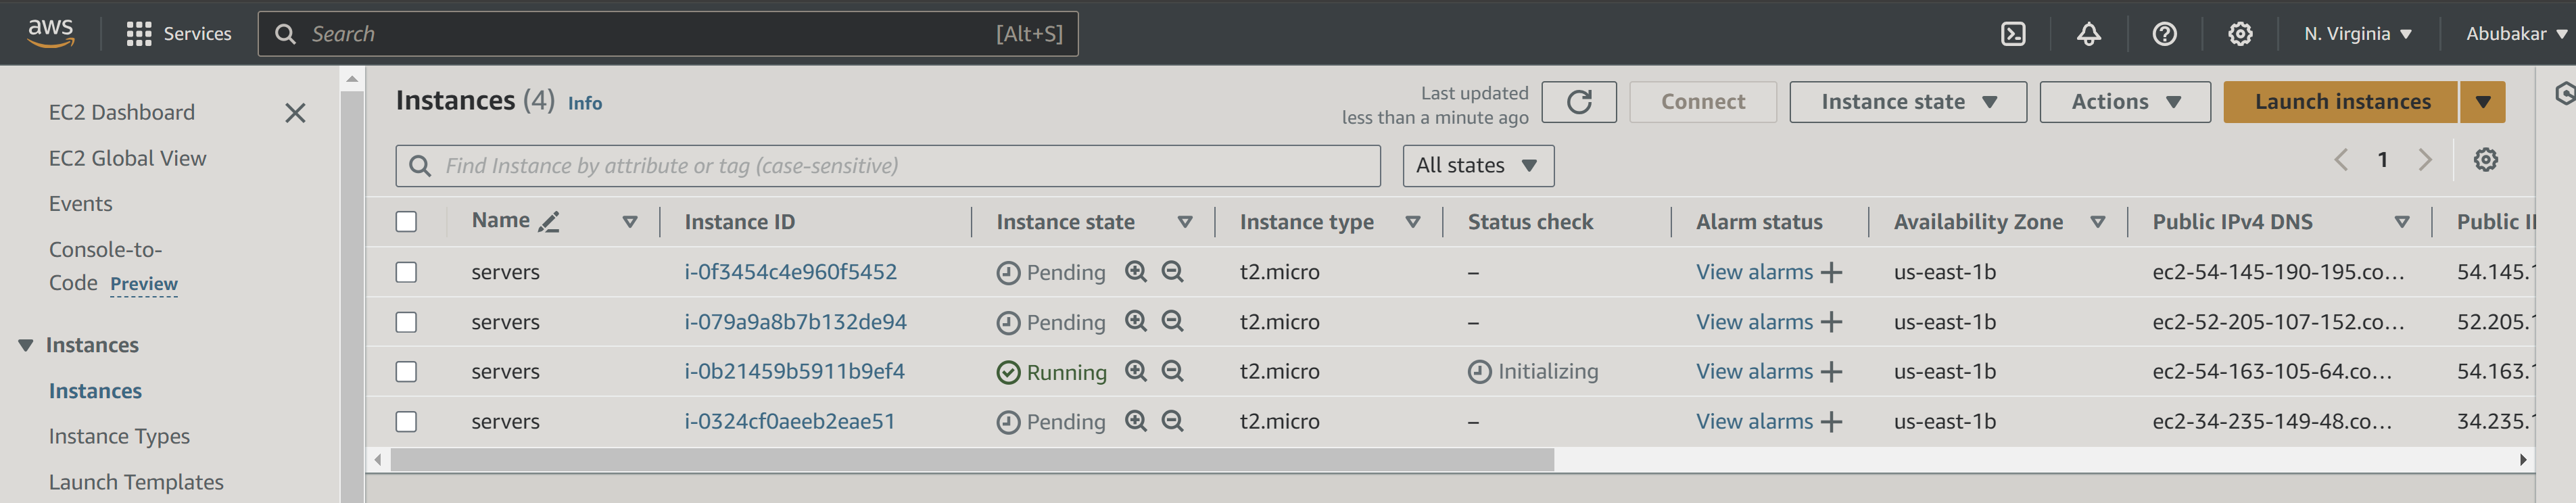 aws
Services
Search [Alt+S]
N. Virginia
Abubakar
EC2 Dashboard
EC2 Global View
Events
Console-to-
Code Preview
Instances
Instances
Instance Types
Launch Templates
Instances (4) Info
Last updated
less than a minute ago
Connect
Instance state
Actions
Launch instances
Find Instance by attribute or tag (case-sensitive)
All states
1
Name Instance ID Instance state Instance type Status check Alarm status Availability Zone Public IPv4 DNS Public
servers i-0f3454c4e960f5452 Pending t2.micro – View alarms + us-east-1b ec2-54-145-190-195.co... 54.145.
servers i-079a9a8b7b132de94 Pending t2.micro – View alarms + us-east-1b ec2-52-205-107-152.co... 52.205.
servers i-0b21459b5911b9ef4 Running t2.micro Initializing View alarms + us-east-1b ec2-54-163-105-64.co... 54.163.
servers i-0324cf0aeeb2eae51 Pending t2.micro – View alarms + us-east-1b ec2-34-235-149-48.co... 34.235.